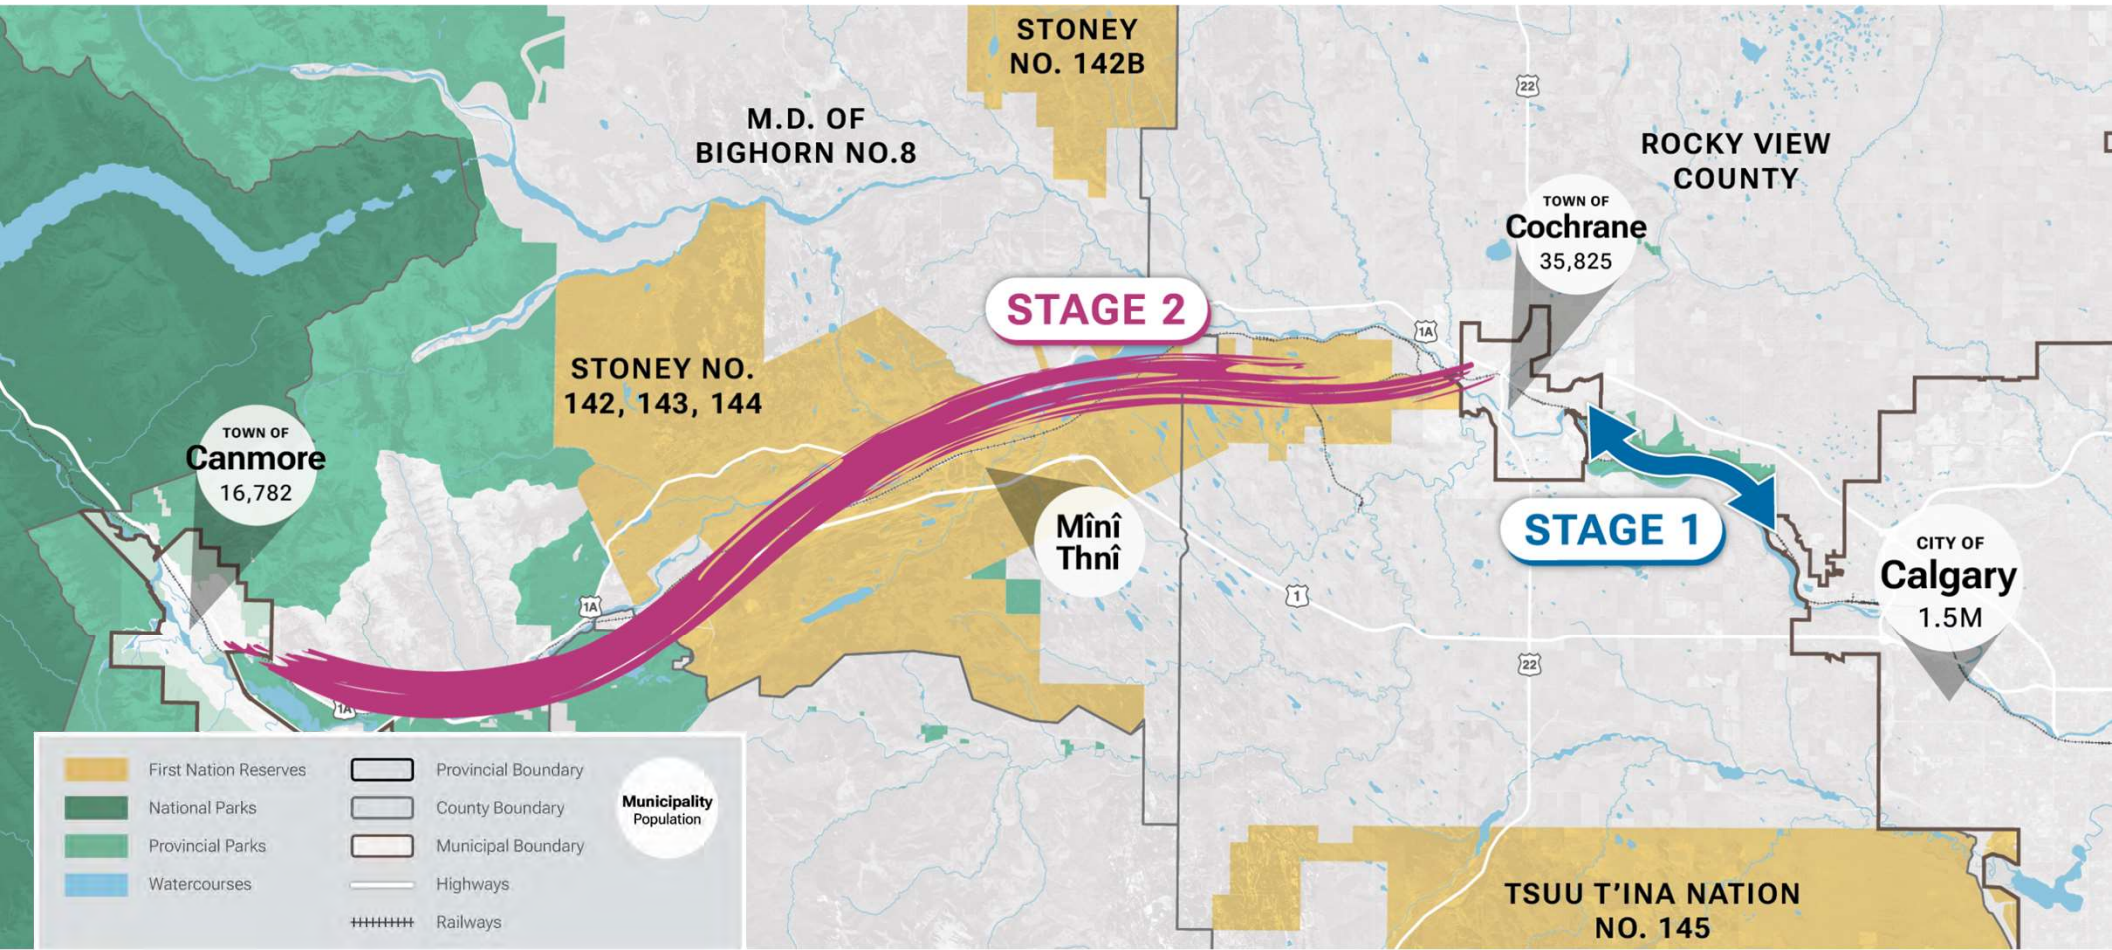 STONEY
NO. 142B
M.D. OF
BIGHORN NO.8
22
ROCKY VIEW
COUNTY
TOWN OF
Cochrane
35,825
STAGE 2
1A
STONEY NO.
142, 143, 144
TOWN OF
Canmore
16,782
Mînî
Thnî
STAGE 1
CITY OF
Calgary
1.5M
1A
1
22
1A
First Nation Reserves
National Parks
Provincial Parks
Watercourses
Provincial Boundary
County Boundary
Municipal Boundary
Highways
Railways
Municipality
Population
TSUU T’INA NATION
NO. 145